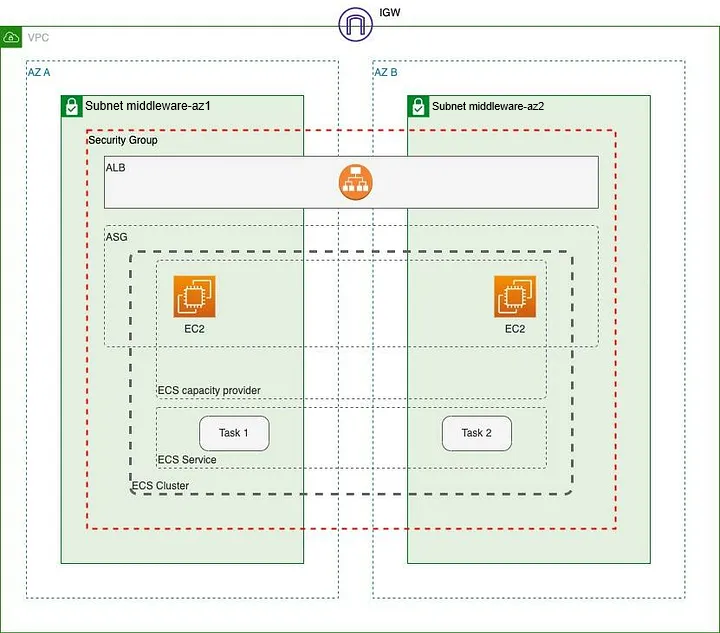 IGW
VPC
AZ A
AZ B
Subnet middleware-az1
Subnet middleware-az2
Security Group
ALB
ASG
EC2
EC2
ECS capacity provider
Task 1
Task 2
ECS Service
ECS Cluster